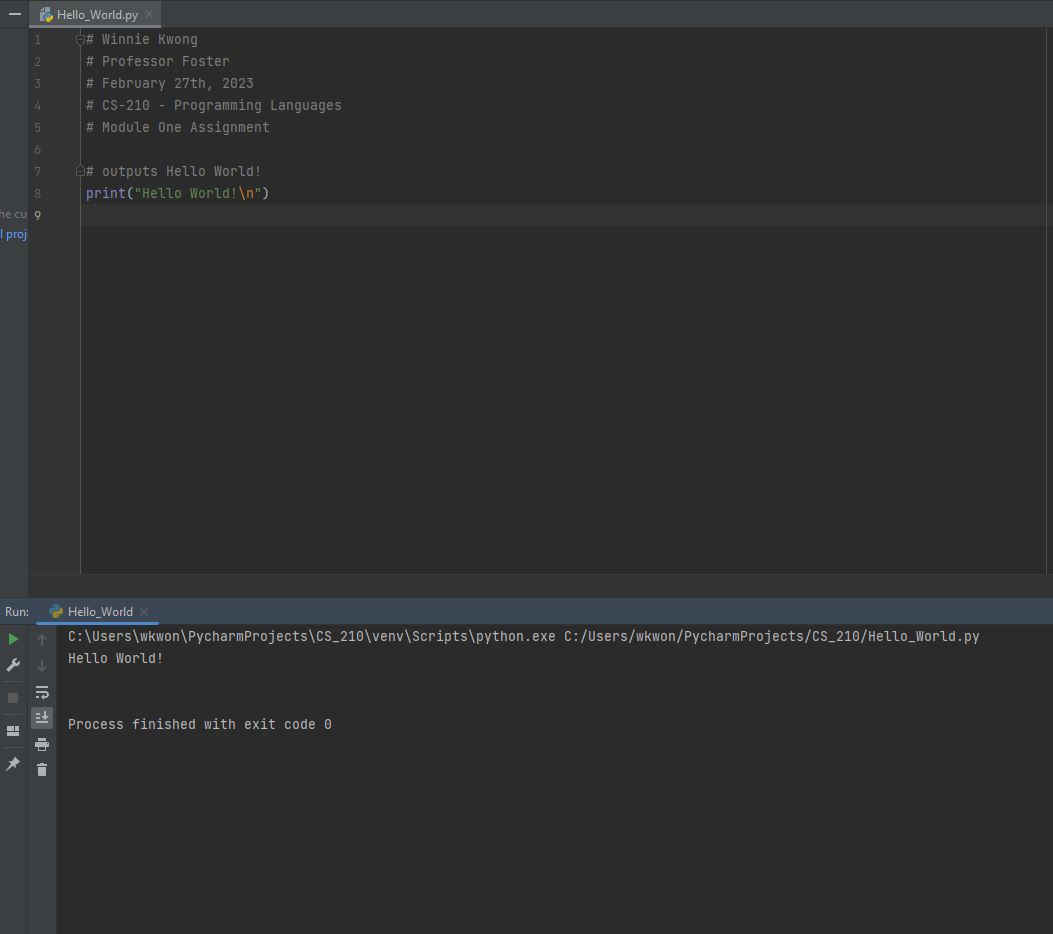 Hello_World.py
1 # Winnie Kwong
2 # Professor Foster
3 # February 27th, 2023
4 # CS-210 - Programming Languages
5 # Module One Assignment
6
7 # outputs Hello World!
8 print("Hello World!\n")
he cu 9
l proj
Run: Hello_World
C:\Users\wkwon\PycharmProjects\CS_210\venv\Scripts\python.exe C:/Users/wkwon/PycharmProjects/CS_210/Hello_World.py
Hello World!
Process finished with exit code 0